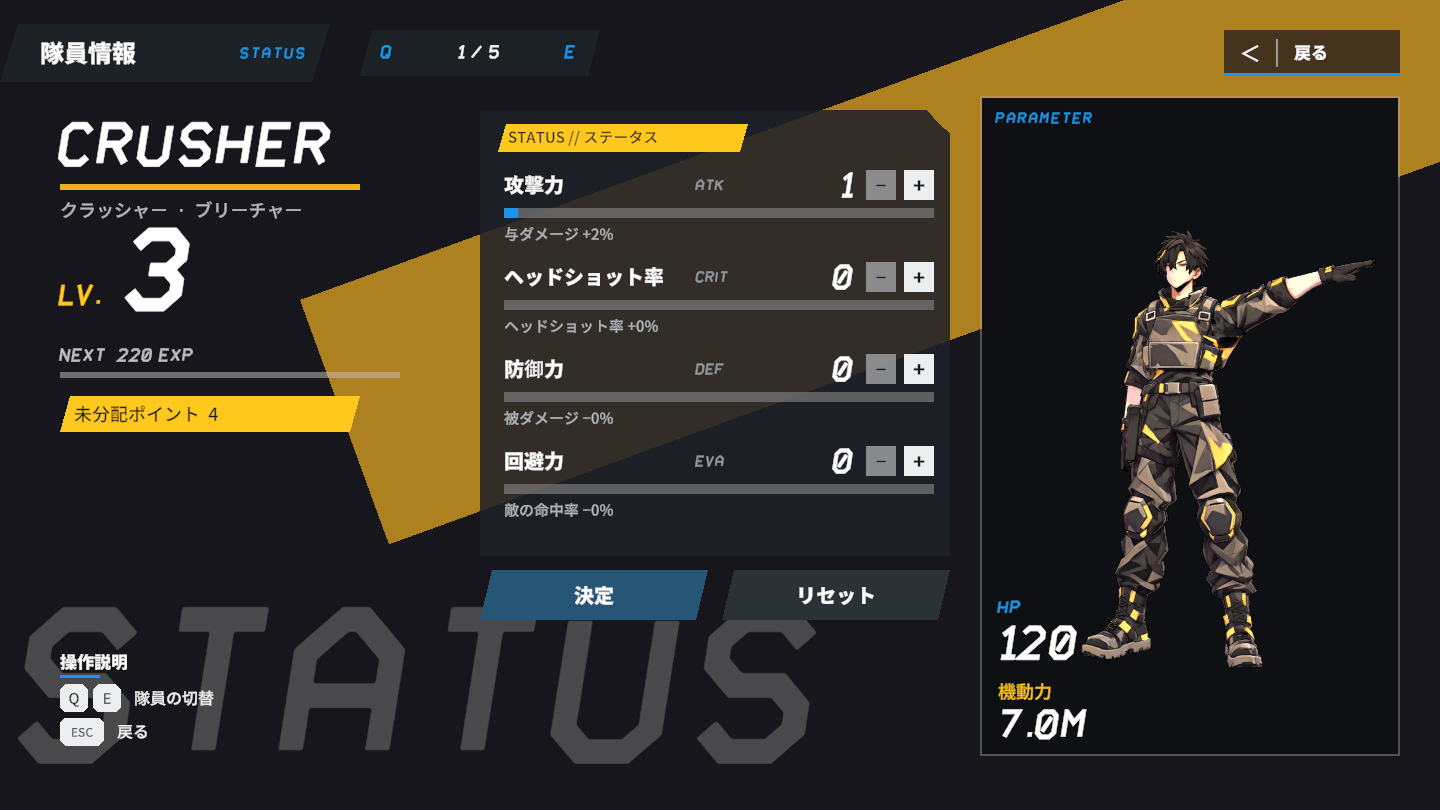 隊員情報 STATUS
Q 1 / 5 E
< 戻る
CRUSHER
クラッシャー · ブリーチャー
LV. 3
NEXT 220 EXP
未分配ポイント 4
STATUS // ステータス
攻撃力 ATK 1 − +
与ダメージ +2%
ヘッドショット率 CRIT 0 − +
ヘッドショット率 +0%
防御力 DEF 0 − +
被ダメージ −0%
回避力 EVA 0 − +
敵の命中率 −0%
決定 リセット
PARAMETER
HP
120
機動力
7.0M
STATUS
操作説明
Q E 隊員の切替
ESC 戻る